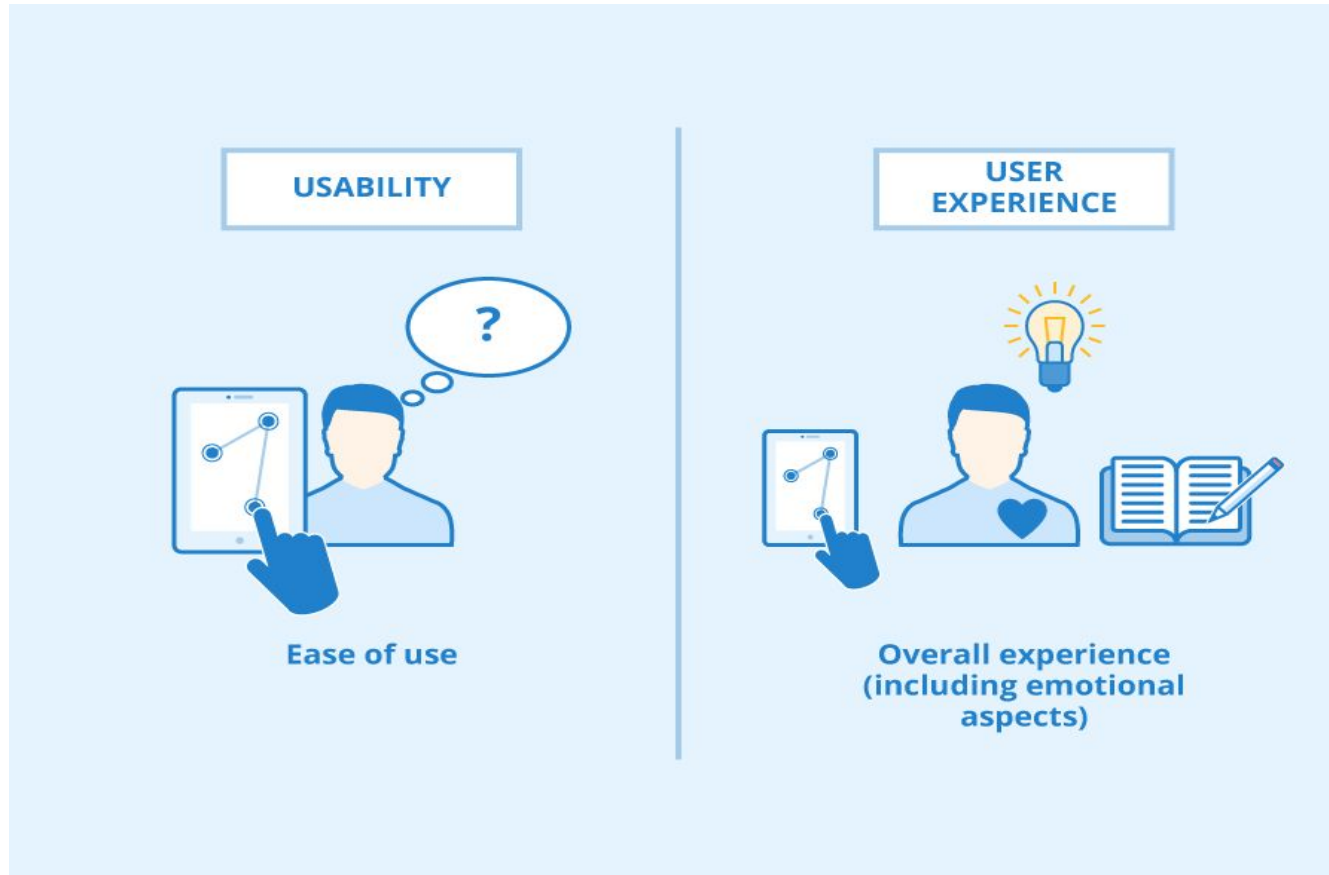 USABILITY
?
Ease of use
USER
EXPERIENCE
Overall experience
(including emotional
aspects)